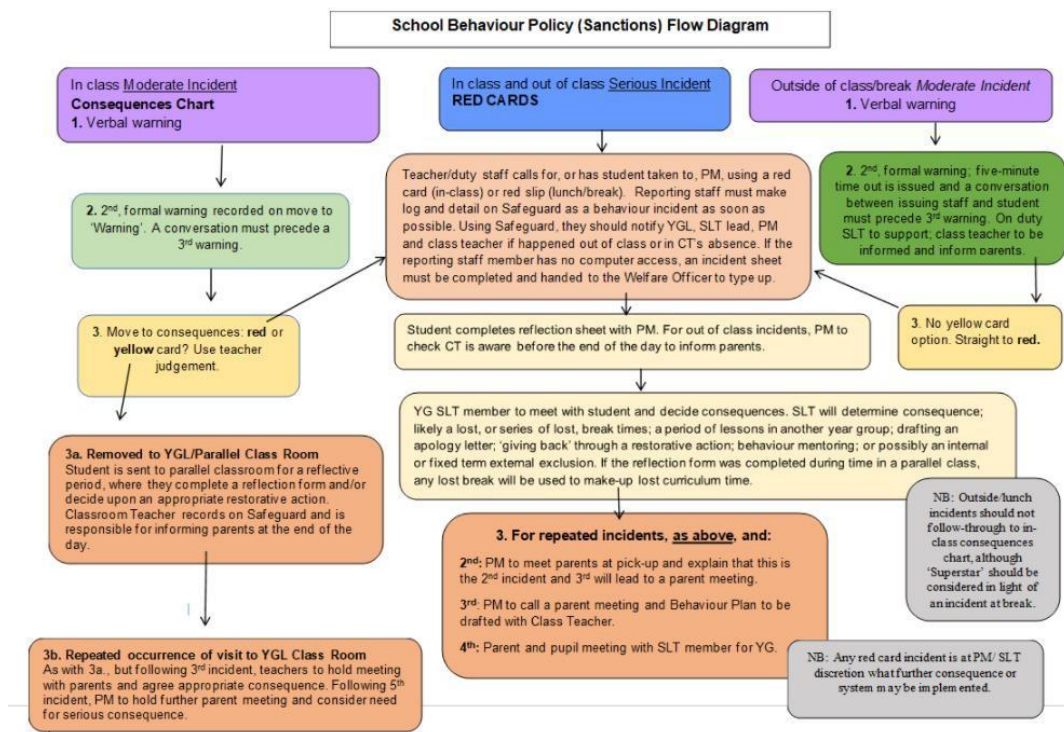 School Behaviour Policy (Sanctions) Flow Diagram
In class Moderate Incident
Consequences Chart
1. Verbal warning
In class and out of class Serious Incident
RED CARDS
Outside of class/break Moderate Incident
1. Verbal warning
2. 2nd, formal warning recorded on move to
‘Warning’. A conversation must precede a
3rd warning.
Teacher/duty staff calls for, or has student taken to, PM, using a red
card (in-class) or red slip (lunch/break). Reporting staff must make
log and detail on Safeguard as a behaviour incident as soon as
possible. Using Safeguard, they should notify YGL, SLT lead, PM
and class teacher if happened out of class or in CT’s absence. If the
reporting staff member has no computer access, an incident sheet
must be completed and handed to the Welfare Officer to type up.
2. 2nd, formal warning; five-minute
time out is issued and a conversation
between issuing staff and student
must precede 3rd warning. On duty
SLT to support; class teacher to be
informed and inform parents.
3. Move to consequences: red or
yellow card? Use teacher
judgement.
Student completes reflection sheet with PM. For out of class incidents, PM to
check CT is aware before the end of the day to inform parents.
3. No yellow card
option. Straight to red.
YG SLT member to meet with student and decide consequences. SLT will determine consequence;
likely a lost, or series of lost, break times; a period of lessons in another year group; drafting an
apology letter; ‘giving back’ through a restorative action; behaviour mentoring; or possibly an internal
or fixed term external exclusion. If the reflection form was completed during time in a parallel class,
any lost break will be used to make-up lost curriculum time.
3a. Removed to YGL/Parallel Class Room
Student is sent to parallel classroom for a reflective
period, where they complete a reflection form and/or
decide upon an appropriate restorative action.
Classroom Teacher records on Safeguard and is
responsible for informing parents at the end of the
day.
NB: Outside/lunch
incidents should not
follow-through to in-
class consequences
chart, although
‘Superstar’ should be
considered in light of
an incident at break.
3. For repeated incidents, as above, and:
2nd: PM to meet parents at pick-up and explain that this is
the 2nd incident and 3rd will lead to a parent meeting.
3rd: PM to call a parent meeting and Behaviour Plan to be
drafted with Class Teacher.
4th: Parent and pupil meeting with SLT member for YG.
3b. Repeated occurrence of visit to YGL Class Room
As with 3a., but following 3rd incident, teachers to hold meeting
with parents and agree appropriate consequence. Following 5th
incident, PM to hold further parent meeting and consider need
for serious consequence.
NB: Any red card incident is at PM/ SLT
discretion what further consequence or
system may be implemented.